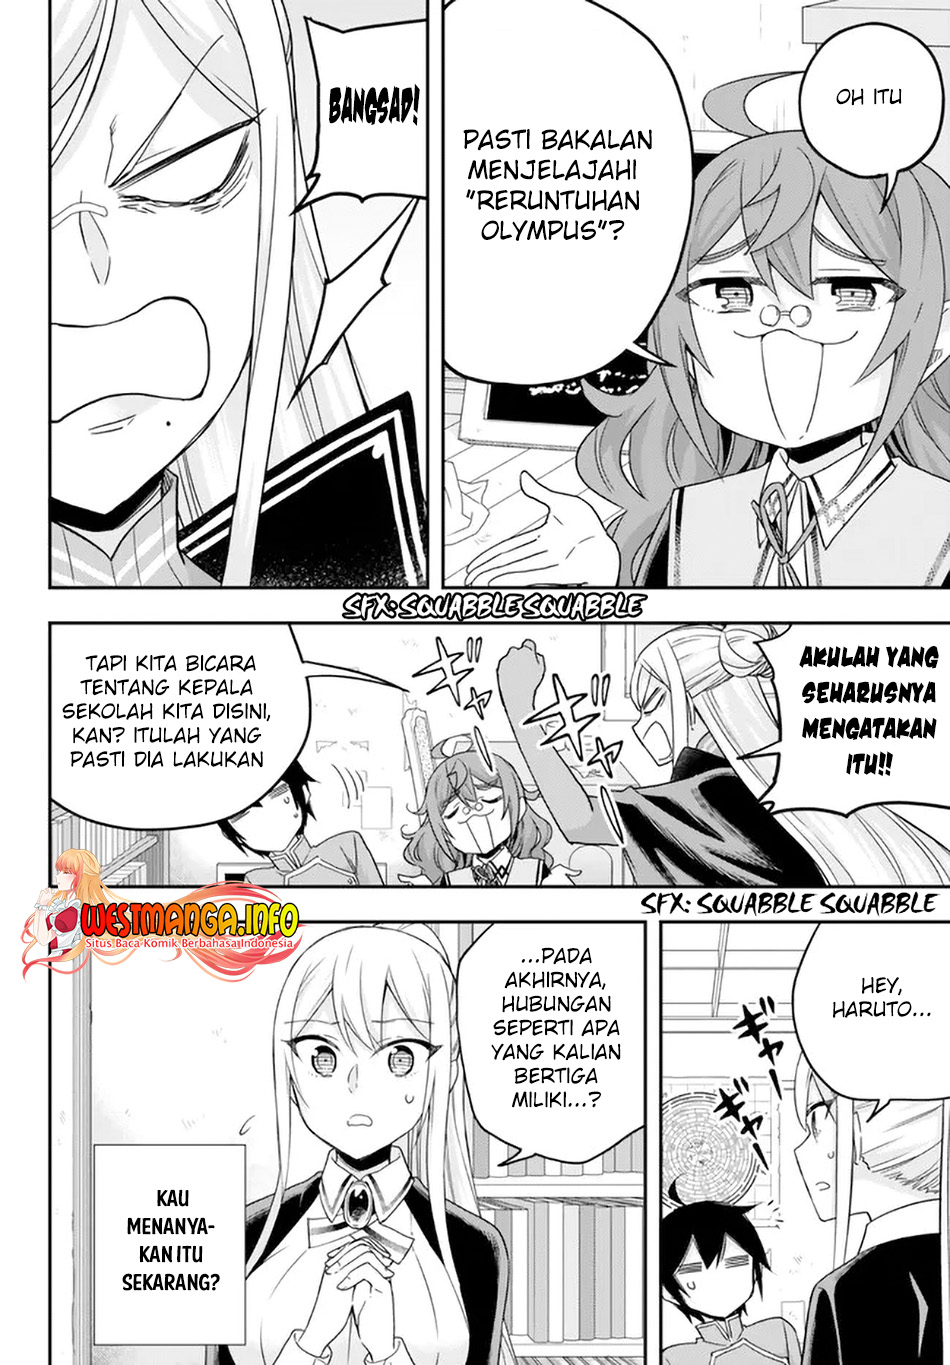 OH ITU
PASTI BAKALAN
MENJELAJAHI
"RERUNTUHAN
OLYMPUS"?
BANGSAD!
SFX: SQUABBLE SQUABBLE
AKULAH YANG
SEHARUSNYA
MENGATAKAN
ITU!!
TAPI KITA BICARA
TENTANG KEPALA
SEKOLAH KITA DISINI,
KAN? ITULAH YANG
PASTI DIA LAKUKAN
SFX: SQUABBLE SQUABBLE
WESTMANGA.INFO
Situs Baca Komik Berbahasa Indonesia
HEY,
HARUTO...
...PADA
AKHIRNYA,
HUBUNGAN
SEPERTI APA
YANG KALIAN
BERTIGA
MILIKI...?
KAU
MENANYA-
KAN ITU
SEKARANG?